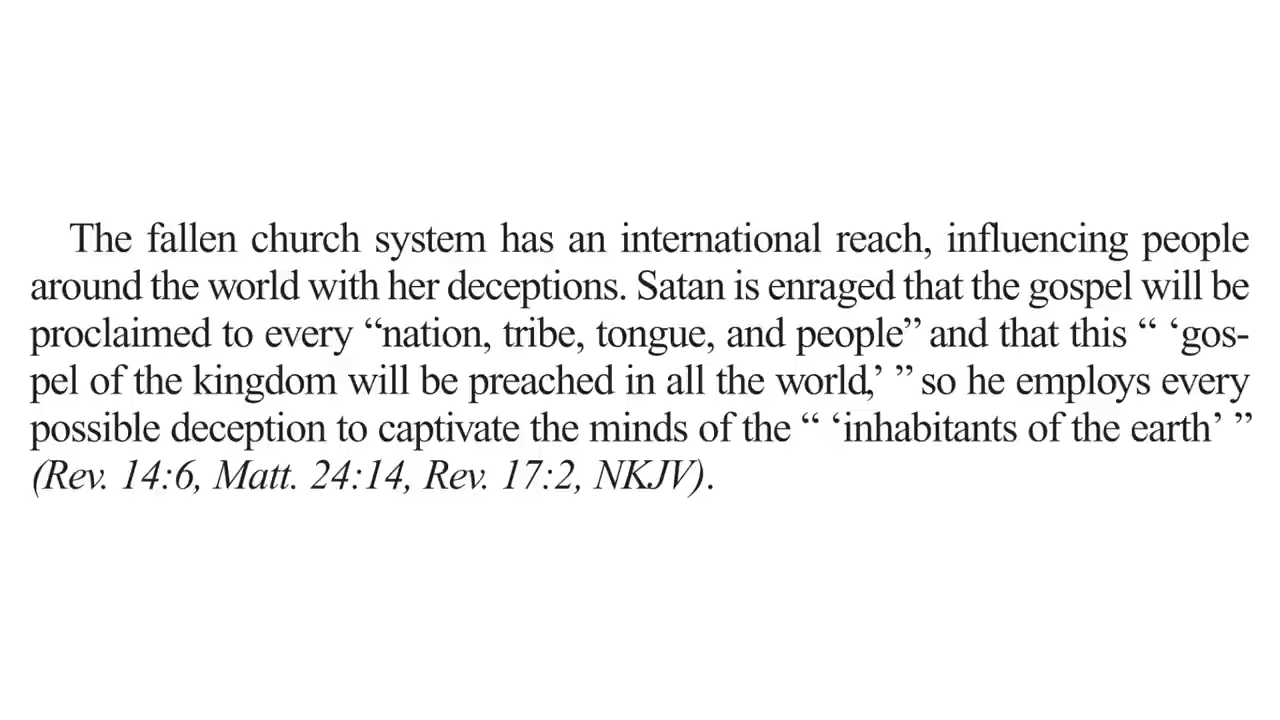 The fallen church system has an international reach, influencing people
around the world with her deceptions. Satan is enraged that the gospel will be
proclaimed to every “nation, tribe, tongue, and people” and that this “ ‘gos-
pel of the kingdom will be preached in all the world,’ ” so he employs every
possible deception to captivate the minds of the “ ‘inhabitants of the earth’ ”
(Rev. 14:6, Matt. 24:14, Rev. 17:2, NKJV).